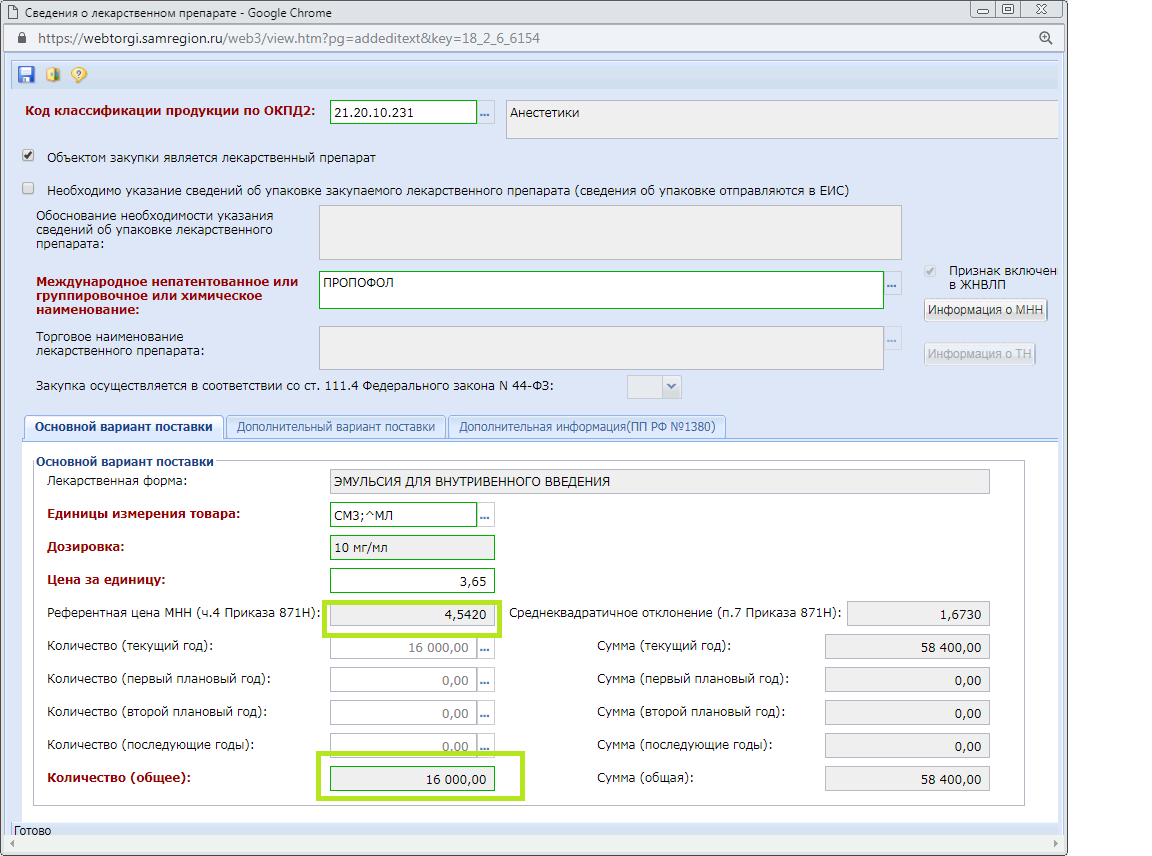 Сведения о лекарственном препарате - Google Chrome
https://webtorgi.samregion.ru/web3/view.htm?pg=addeditext&key=18_2_6_6154
Код классификации продукции по ОКПД2: 21.20.10.231 ... Анестетики
Объектом закупки является лекарственный препарат
Необходимо указание сведений об упаковке закупаемого лекарственного препарата (сведения об упаковке отправляются в ЕИС)
Обоснование необходимости указания
сведений об упаковке лекарственного
препарата:
Международное непатентованное или
группировочное или химическое
наименование:
ПРОПОФОЛ ...
Признак включен
в ЖНВЛП
Информация о МНН
Торговое наименование
лекарственного препарата:
...
Информация о ТН
Закупка осуществляется в соответствии со ст. 111.4 Федерального закона N 44-ФЗ:
Основной вариант поставки Дополнительный вариант поставки Дополнительная информация(ПП РФ №1380)
Основной вариант поставки
Лекарственная форма: ЭМУЛЬСИЯ ДЛЯ ВНУТРИВЕННОГО ВВЕДЕНИЯ
Единицы измерения товара: СМ3;^МЛ ...
Дозировка: 10 мг/мл
Цена за единицу: 3,65
Референтная цена МНН (ч.4 Приказа 871Н): 4,5420 Среднеквадратичное отклонение (п.7 Приказа 871Н): 1,6730
Количество (текущий год): 16 000,00 ... Сумма (текущий год): 58 400,00
Количество (первый плановый год): 0,00 ... Сумма (первый плановый год): 0,00
Количество (второй плановый год): 0,00 ... Сумма (второй плановый год): 0,00
Количество (последующие годы): 0,00 ... Сумма (последующие годы): 0,00
Количество (общее): 16 000,00 Сумма (общая): 58 400,00
Готово